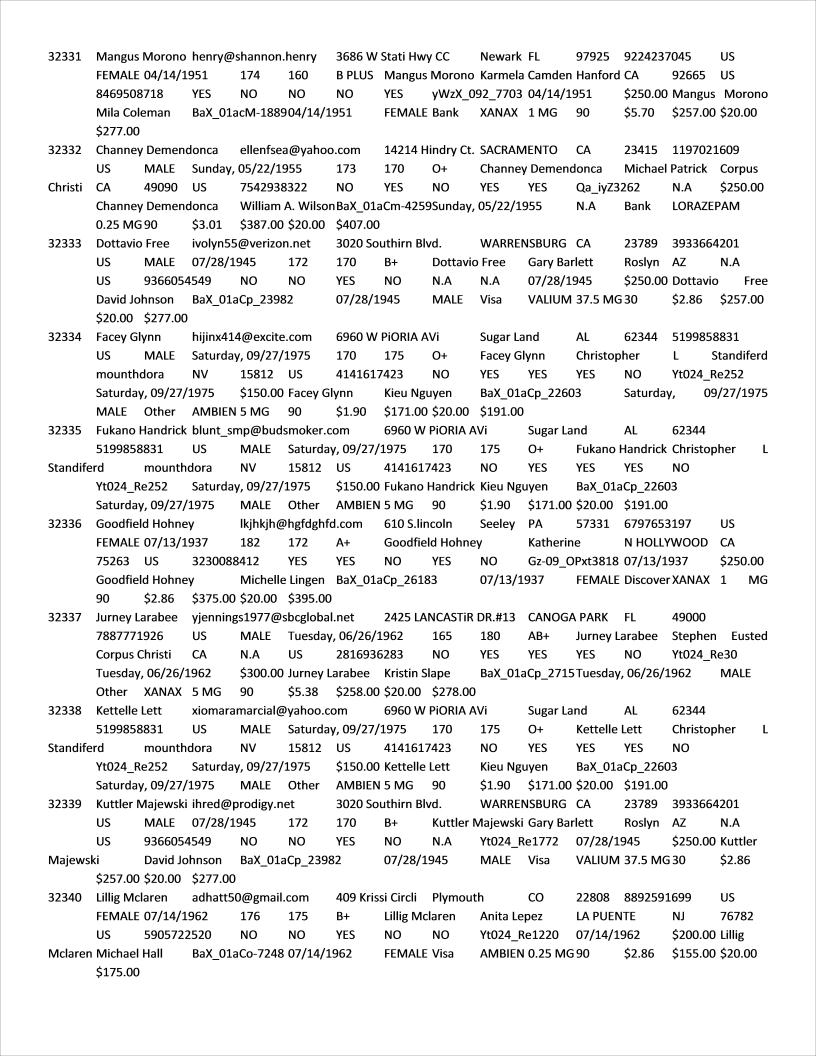 32331 Mangus Morono henry@shannon.henry 3686 W Stati Hwy CC Newark FL 97925 9224237045 US
FEMALE 04/14/1951 174 160 B PLUS Mangus Morono Karmela Camden Hanford CA 92665 US
8469508718 YES NO NO NO YES yWzX_092_7703 04/14/1951 $250.00 Mangus Morono
Mila Coleman BaX_01acM-188904/14/1951 FEMALE Bank XANAX 1 MG 90 $5.70 $257.00 $20.00
$277.00
32332 Channey Demendonca ellenfsea@yahoo.com 14214 Hindry Ct. SACRAMENTO CA 23415 1197021609
US MALE Sunday, 05/22/1955 173 170 O+ Channey Demendonca Michael Patrick Corpus
Christi CA 49090 US 7542938322 NO YES NO YES YES Qa_iyZ3262 N.A $250.00
Channey Demendonca William A. Wilson BaX_01aCm-4259Sunday, 05/22/1955 N.A Bank LORAZEPAM
0.25 MG 90 $3.01 $387.00 $20.00 $407.00
32333 Dottavio Free ivolyn55@verizon.net 3020 Southirn Blvd. WARRENSBURG CA 23789 3933664201
US MALE 07/28/1945 172 170 B+ Dottavio Free Gary Barlett Roslyn AZ N.A
US 9366054549 NO NO YES NO N.A N.A 07/28/1945 $250.00 Dottavio Free
David Johnson BaX_01aCp_23982 07/28/1945 MALE Visa VALIUM 37.5 MG 30 $2.86 $257.00
$20.00 $277.00
32334 Facey Glynn hijinx414@excite.com 6960 W PiORIA AVi Sugar Land AL 62344 5199858831
US MALE Saturday, 09/27/1975 170 175 O+ Facey Glynn Christopher L Standiferd
mounthdora NV 15812 US 4141617423 NO YES YES YES NO Yt024_Re252
Saturday, 09/27/1975 $150.00 Facey Glynn Kieu Nguyen BaX_01aCp_22603 Saturday, 09/27/1975
MALE Other AMBIEN 5 MG 90 $1.90 $171.00 $20.00 $191.00
32335 Fukano Handrick blunt_smp@budsmoker.com 6960 W PiORIA AVi Sugar Land AL 62344
5199858831 US MALE Saturday, 09/27/1975 170 175 O+ Fukano Handrick Christopher L
Standiferd mounthdora NV 15812 US 4141617423 NO YES YES YES NO
Yt024_Re252 Saturday, 09/27/1975 $150.00 Fukano Handrick Kieu Nguyen BaX_01aCp_22603
Saturday, 09/27/1975 MALE Other AMBIEN 5 MG 90 $1.90 $171.00 $20.00 $191.00
32336 Goodfield Hohney lkjhkjh@hgfdghfd.com 610 S.lincoln Seeley PA 57331 6797653197 US
FEMALE 07/13/1937 182 172 A+ Goodfield Hohney Katherine N HOLLYWOOD CA
75263 US 3230088412 YES YES NO YES NO Gz-09_OPxt3818 07/13/1937 $250.00
Goodfield Hohney Michelle Lingen BaX_01aCp_26183 07/13/1937 FEMALE Discover XANAX 1 MG
90 $2.86 $375.00 $20.00 $395.00
32337 Jurney Larabee yjennings1977@sbcglobal.net 2425 LANCASTiR DR.#13 CANOGA PARK FL 49000
7887771926 US MALE Tuesday, 06/26/1962 165 180 AB+ Jurney Larabee Stephen Eusted
Corpus Christi CA N.A US 2816936283 NO YES YES YES NO Yt024_Re30
Tuesday, 06/26/1962 $300.00 Jurney Larabee Kristin Slape BaX_01aCp_2715Tuesday, 06/26/1962 MALE
Other XANAX 5 MG 90 $5.38 $258.00 $20.00 $278.00
32338 Kettelle Lett xiomaramarcial@yahoo.com 6960 W PiORIA AVi Sugar Land AL 62344
5199858831 US MALE Saturday, 09/27/1975 170 175 O+ Kettelle Lett Christopher L
Standiferd mounthdora NV 15812 US 4141617423 NO YES YES YES NO
Yt024_Re252 Saturday, 09/27/1975 $150.00 Kettelle Lett Kieu Nguyen BaX_01aCp_22603
Saturday, 09/27/1975 MALE Other AMBIEN 5 MG 90 $1.90 $171.00 $20.00 $191.00
32339 Kuttler Majewski ihred@prodigy.net 3020 Southirn Blvd. WARRENSBURG CA 23789 3933664201
US MALE 07/28/1945 172 170 B+ Kuttler Majewski Gary Barlett Roslyn AZ N.A
US 9366054549 NO NO YES NO N.A Yt024_Re1772 07/28/1945 $250.00 Kuttler
Majewski David Johnson BaX_01aCp_23982 07/28/1945 MALE Visa VALIUM 37.5 MG 30 $2.86
$257.00 $20.00 $277.00
32340 Lillig Mclaren adhatt50@gmail.com 409 Krissi Circli Plymouth CO 22808 8892591699 US
FEMALE 07/14/1962 176 175 B+ Lillig Mclaren Anita Lepez LA PUENTE NJ 76782
US 5905722520 NO NO YES NO NO Yt024_Re1220 07/14/1962 $200.00 Lillig
Mclaren Michael Hall BaX_01aCo-7248 07/14/1962 FEMALE Visa AMBIEN 0.25 MG 90 $2.86 $155.00 $20.00
$175.00